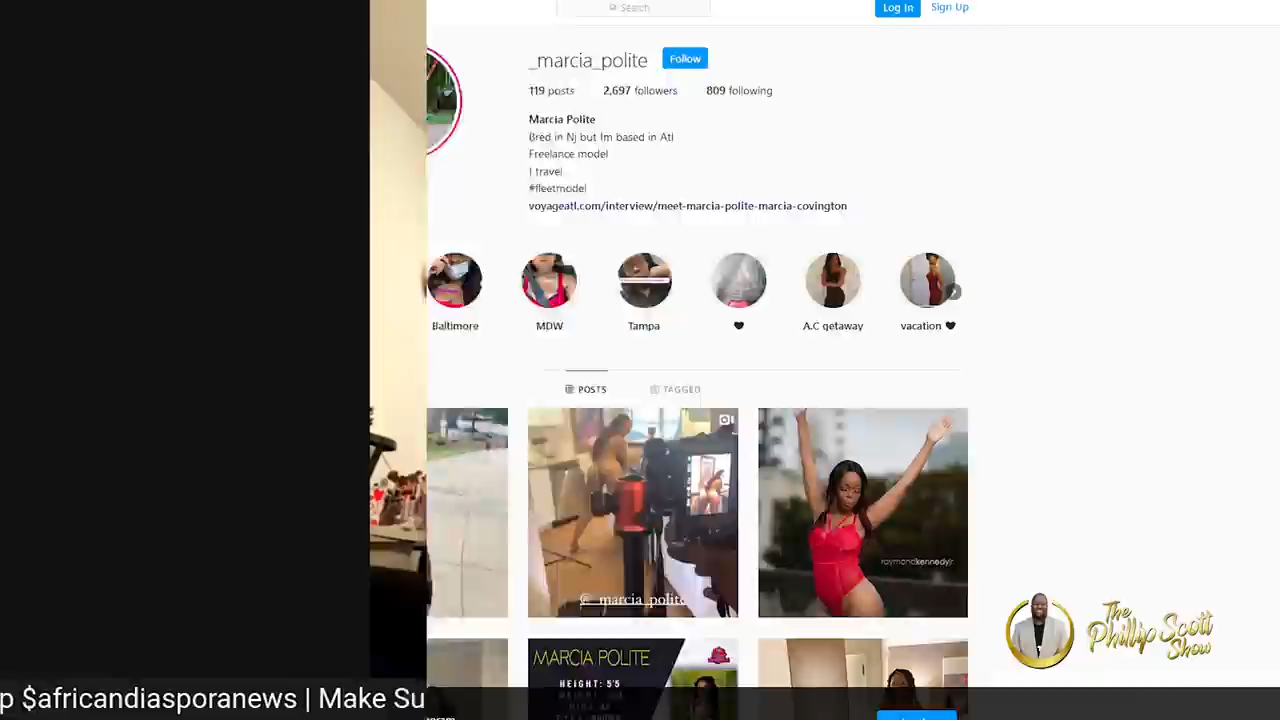 Search
Log In
Sign Up
_marcia_polite
Follow
119 posts
2,697 followers
809 following
Marcia Polite
Bred in Nj but Im based in Atl
Freelance model
I travel
#fleetmodel
voyageatl.com/interview/meet-marcia-polite-marcia-covington
Baltimore
MDW
Tampa
A.C getaway
vacation 🖤
POSTS
TAGGED
@_marcia_polite
raymondkennedyjr.
MARCIA POLITE
HEIGHT: 5'5
The
Phillip Scott
Show
p $africandiasporanews | Make Su